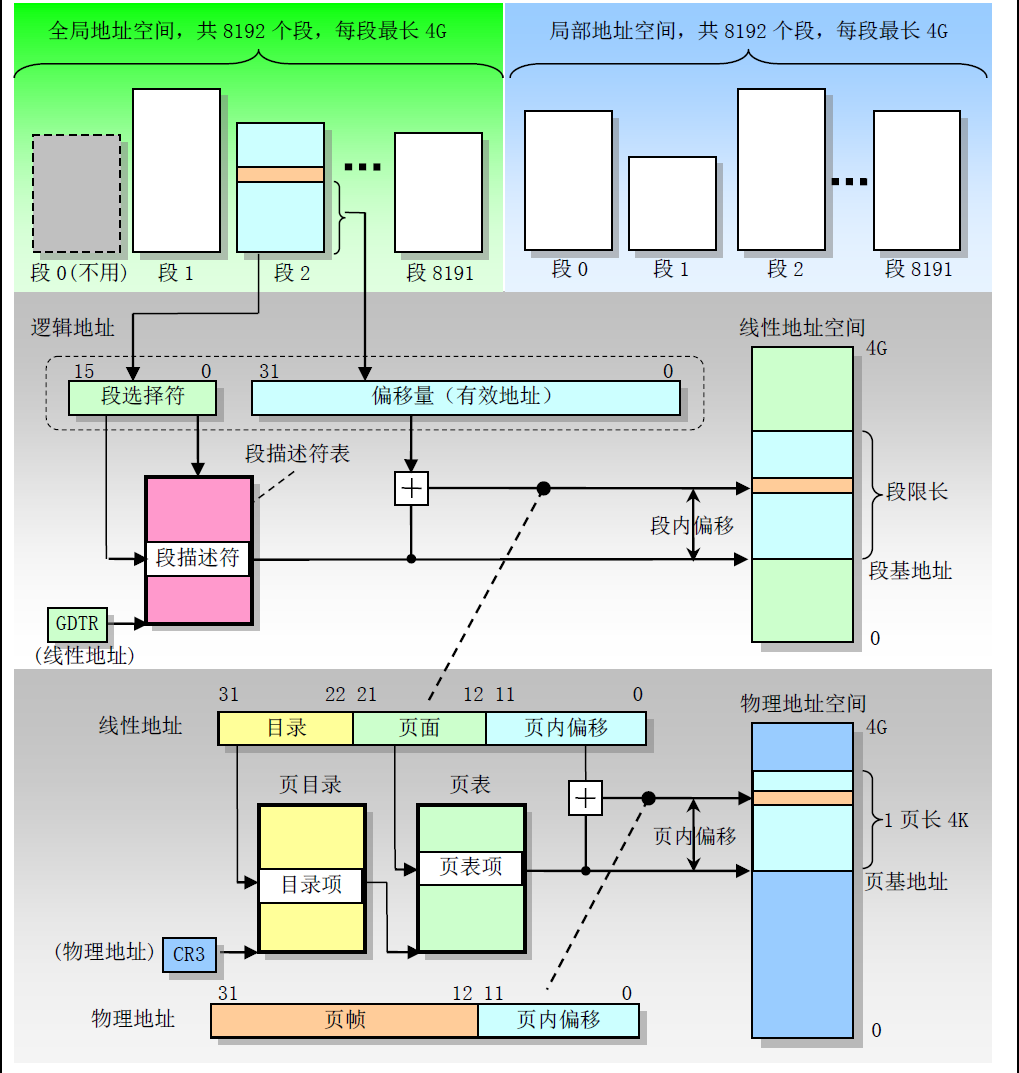 全局地址空间，共 8192 个段，每段最长 4G
局部地址空间，共 8192 个段，每段最长 4G
段 0(不用)
段 1
段 2
段 8191
段 0
段 1
段 2
段 8191
逻辑地址
线性地址空间
4G
15
0
31
0
段选择符
偏移量（有效地址）
段描述符表
段限长
段内偏移
段描述符
段基地址
GDTR
(线性地址)
0
31
22
21
12
11
0
物理地址空间
线性地址
目录
页面
页内偏移
4G
页目录
页表
1 页长 4K
页内偏移
页表项
目录项
页基地址
(物理地址)
CR3
31
12
11
0
物理地址
页帧
页内偏移
0